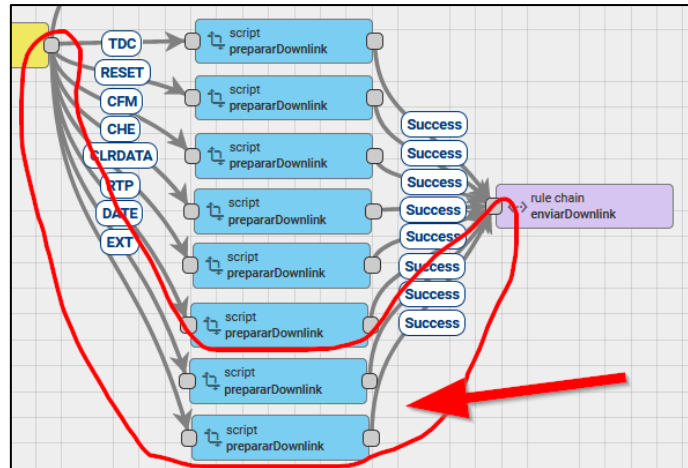 TDC
RESET
CFM
CHE
CLRDATA
RTP
DATE
EXT
script
prepararDownlink
script
prepararDownlink
script
prepararDownlink
script
prepararDownlink
script
prepararDownlink
script
prepararDownlink
script
prepararDownlink
script
prepararDownlink
Success
Success
Success
Success
Success
Success
Success
Success
rule chain
enviarDownlink